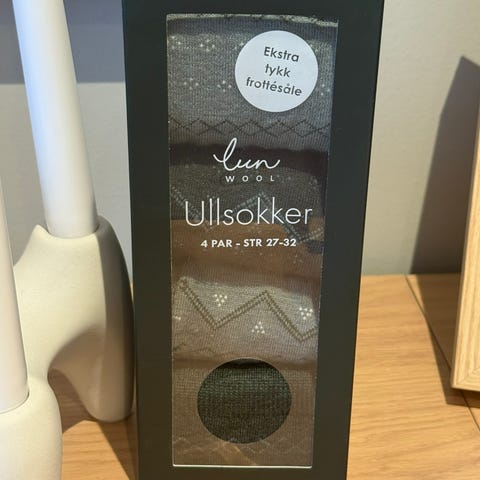 Ekstra
tykk
frottésåle
lun
WOOL
Ullsokker
4 PAR - STR 27-32